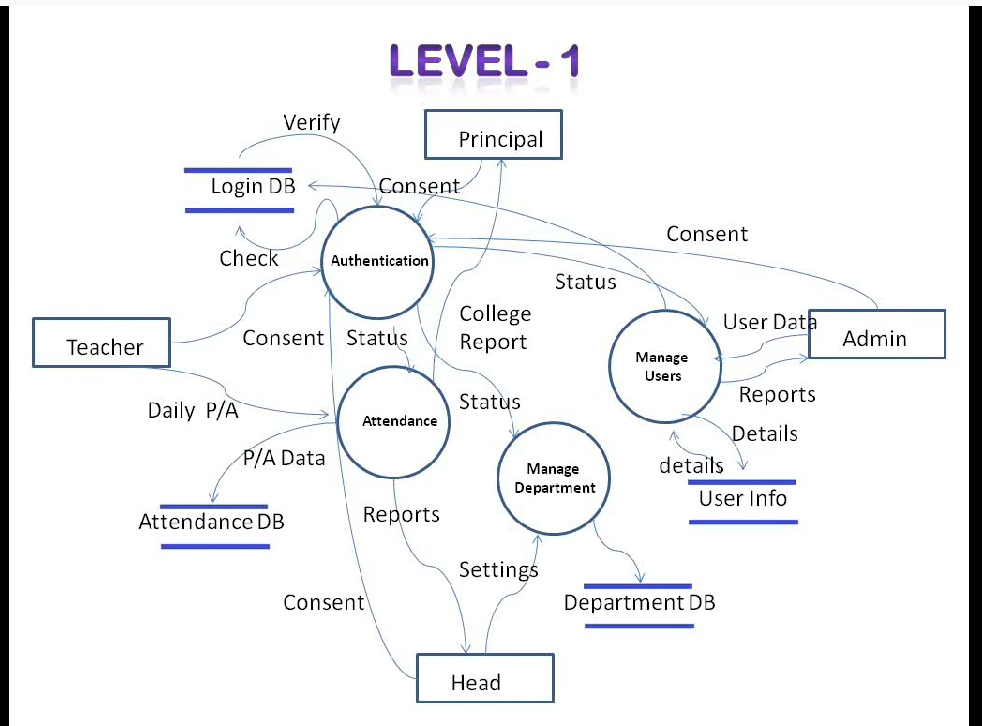 LEVEL - 1
Verify
Principal
Login DB
Consent
Check
Authentication
Consent
Status
User Data
Admin
College
Report
Teacher
Consent
Status
Manage
Users
Reports
Daily P/A
Attendance
Status
Details
P/A Data
Manage
Department
details
User Info
Attendance DB
Reports
Settings
Consent
Department DB
Head